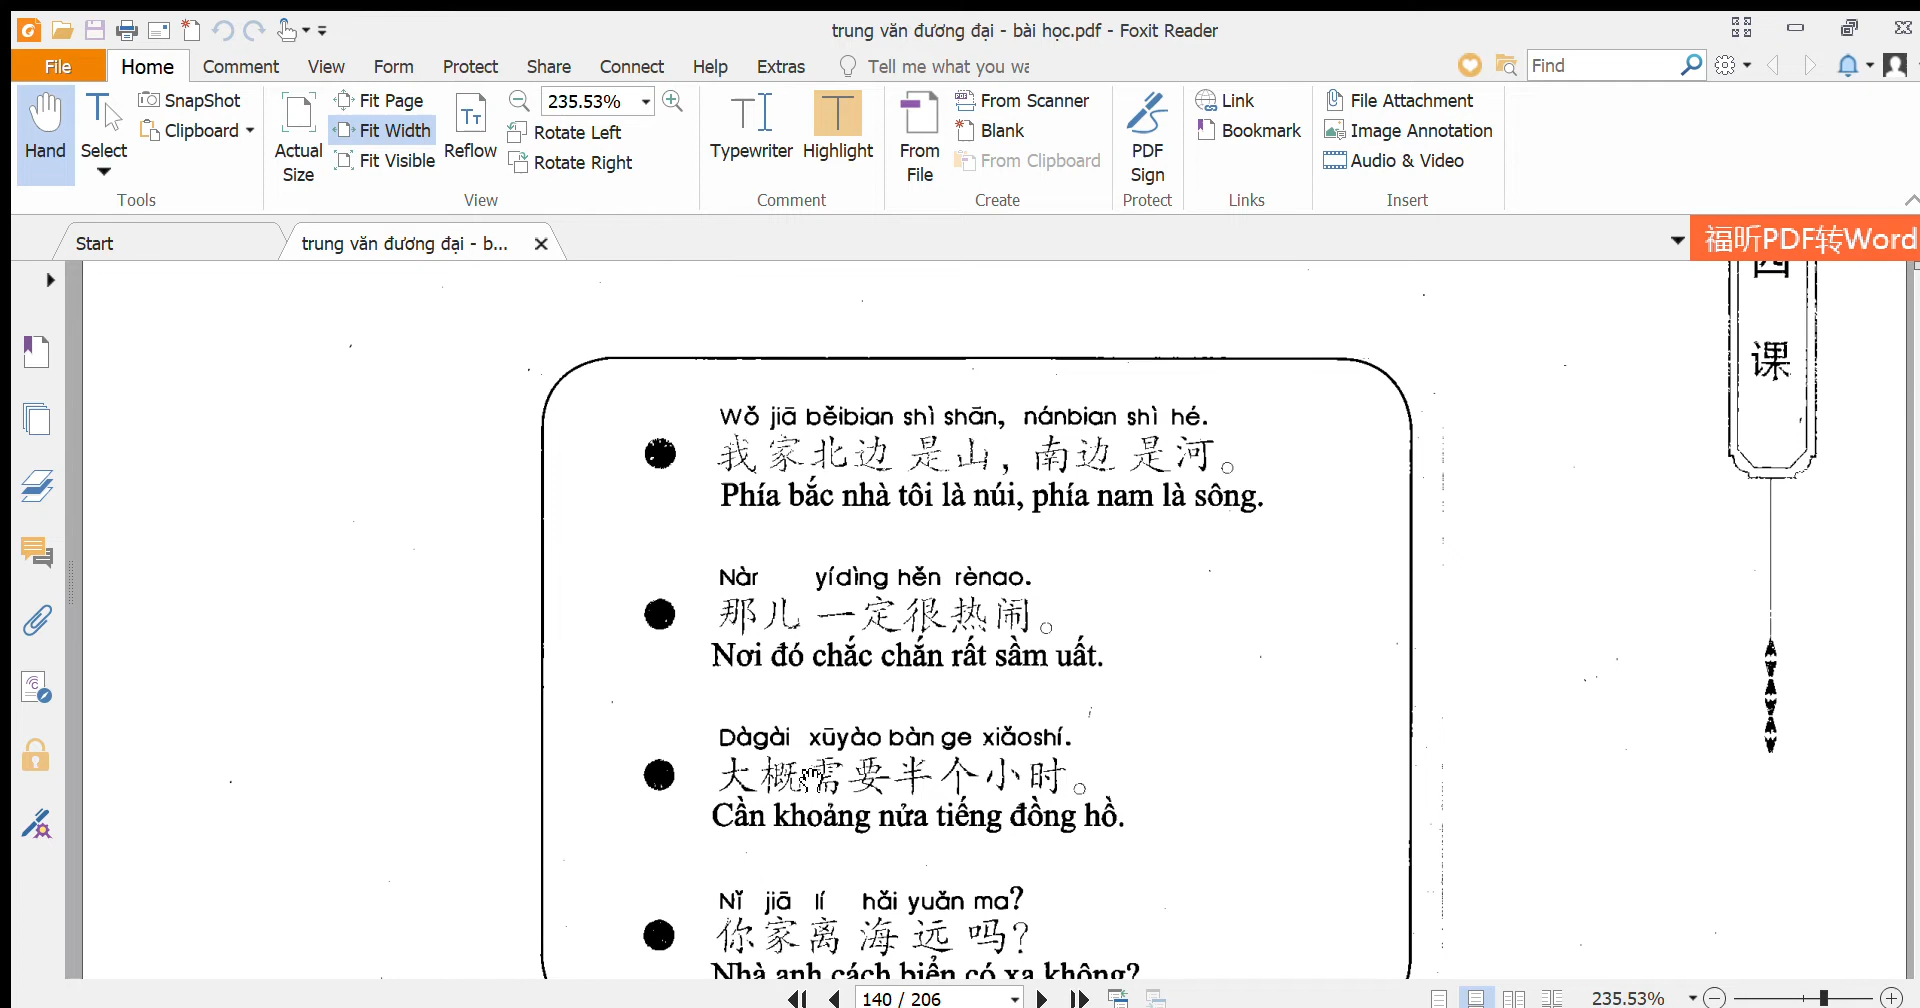 trung văn đương đại - bài học.pdf - Foxit Reader
File Home Comment View Form Protect Share Connect Help Extras Tell me what you wa Find
Hand
Select
SnapShot
Clipboard
Tools
Actual Size
Fit Page
Fit Width
Fit Visible
Reflow
235.53%
Rotate Left
Rotate Right
View
Typewriter
Highlight
Comment
From File
From Scanner
Blank
From Clipboard
Create
PDF Sign
Protect
Link
Bookmark
Links
File Attachment
Image Annotation
Audio & Video
Insert
Start
trung văn đương đại - b...
福昕PDF转Word
课
Wǒ jiā běibian shì shān, nánbian shì hé.
我家北边是山，南边是河。
Phía bắc nhà tôi là núi, phía nam là sông.
Nàr yídìng hěn rènao.
那儿一定很热闹。
Nơi đó chắc chắn rất sầm uất.
Dàgài xūyào bàn ge xiǎoshí.
大概需要半个小时。
Cần khoảng nửa tiếng đồng hồ.
Nǐ jiā lí hǎi yuǎn ma?
你家离海远吗?
Nhà anh cách biển có xa không?
140 / 206
235.53%